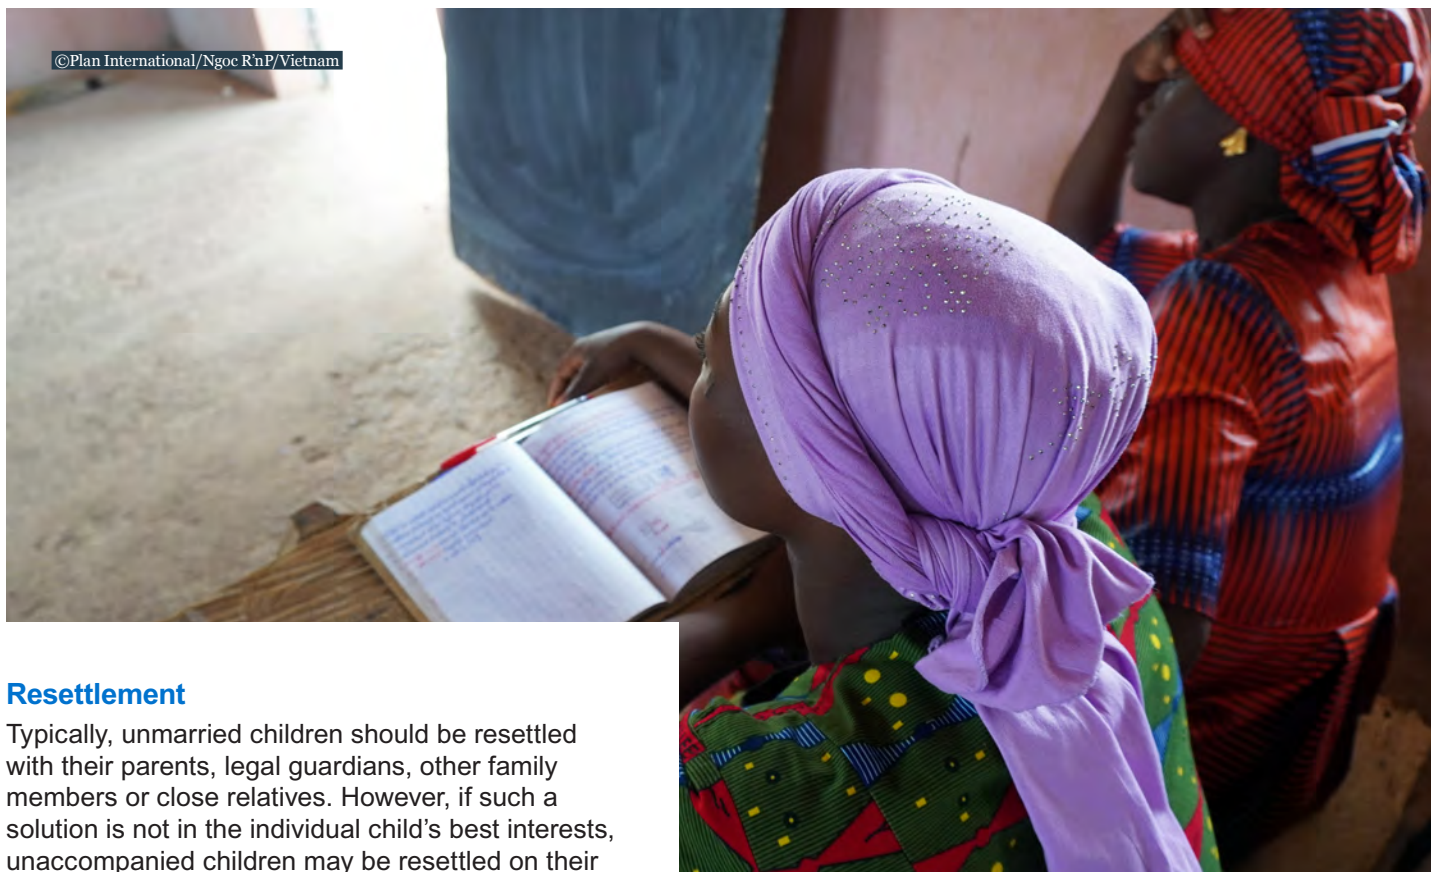 ©Plan International/Ngoc R'nP/Vietnam
Resettlement
Typically, unmarried children should be resettled
with their parents, legal guardians, other family
members or close relatives. However, if such a
solution is not in the individual child’s best interests,
unaccompanied children may be resettled on their